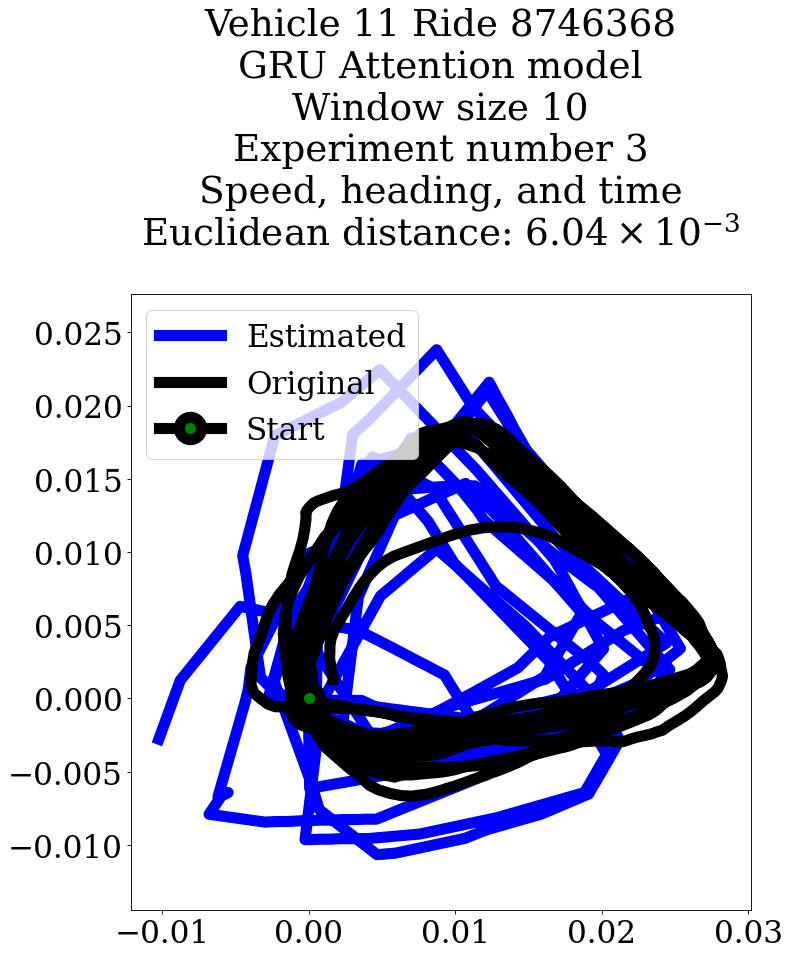 Vehicle 11 Ride 8746368
GRU Attention model
Window size 10
Experiment number 3
Speed, heading, and time
Euclidean distance: 6.04 × 10⁻³
Estimated
Original
Start
0.025
0.020
0.015
0.010
0.005
0.000
−0.005
−0.010
−0.01 0.00 0.01 0.02 0.03